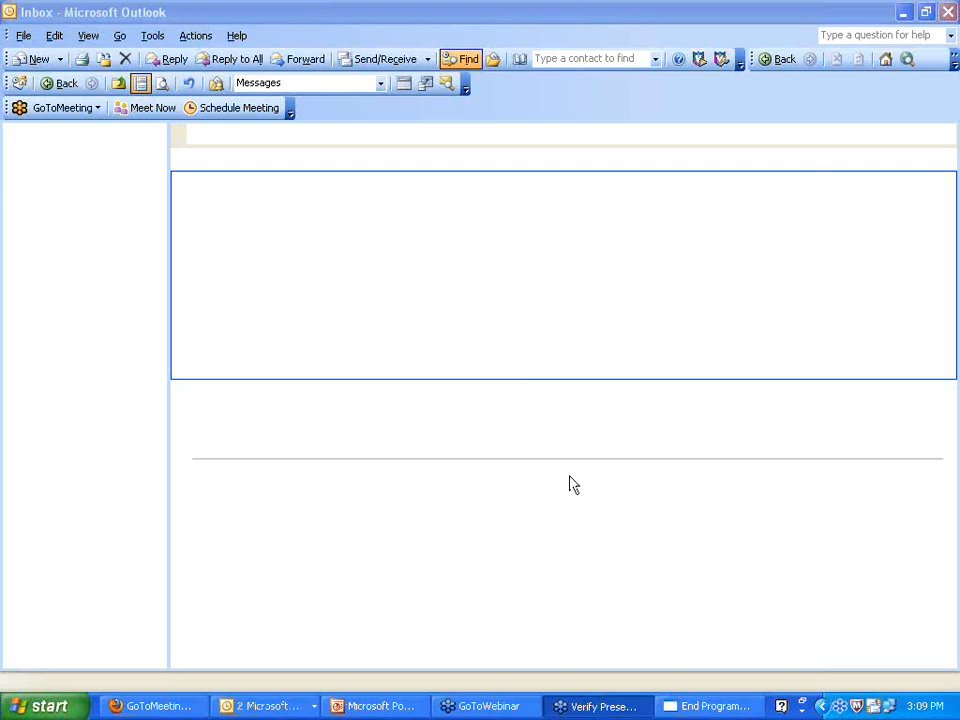 Inbox - Microsoft Outlook
File Edit View Go Tools Actions Help Type a question for help
New Reply Reply to All Forward Send/Receive Find Type a contact to find Back
Back Messages
GoToMeeting Meet Now Schedule Meeting
start GoToMeetin... 2 Microsoft... Microsoft Po... GoToWebinar Verify Prese... End Program... 3:09 PM